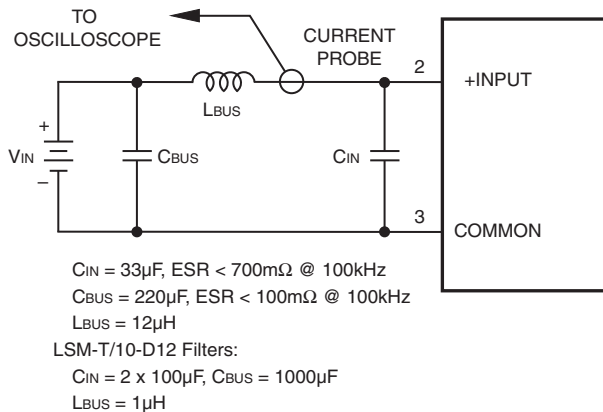 TO
OSCILLOSCOPE
CURRENT
PROBE
2
+INPUT
LBUS
+
VIN
–
CBUS
CIN
3
COMMON
CIN = 33µF, ESR < 700mΩ @ 100kHz
CBUS = 220µF, ESR < 100mΩ @ 100kHz
LBUS = 12µH
LSM-T/10-D12 Filters:
CIN = 2 x 100µF, CBUS = 1000µF
LBUS = 1µH